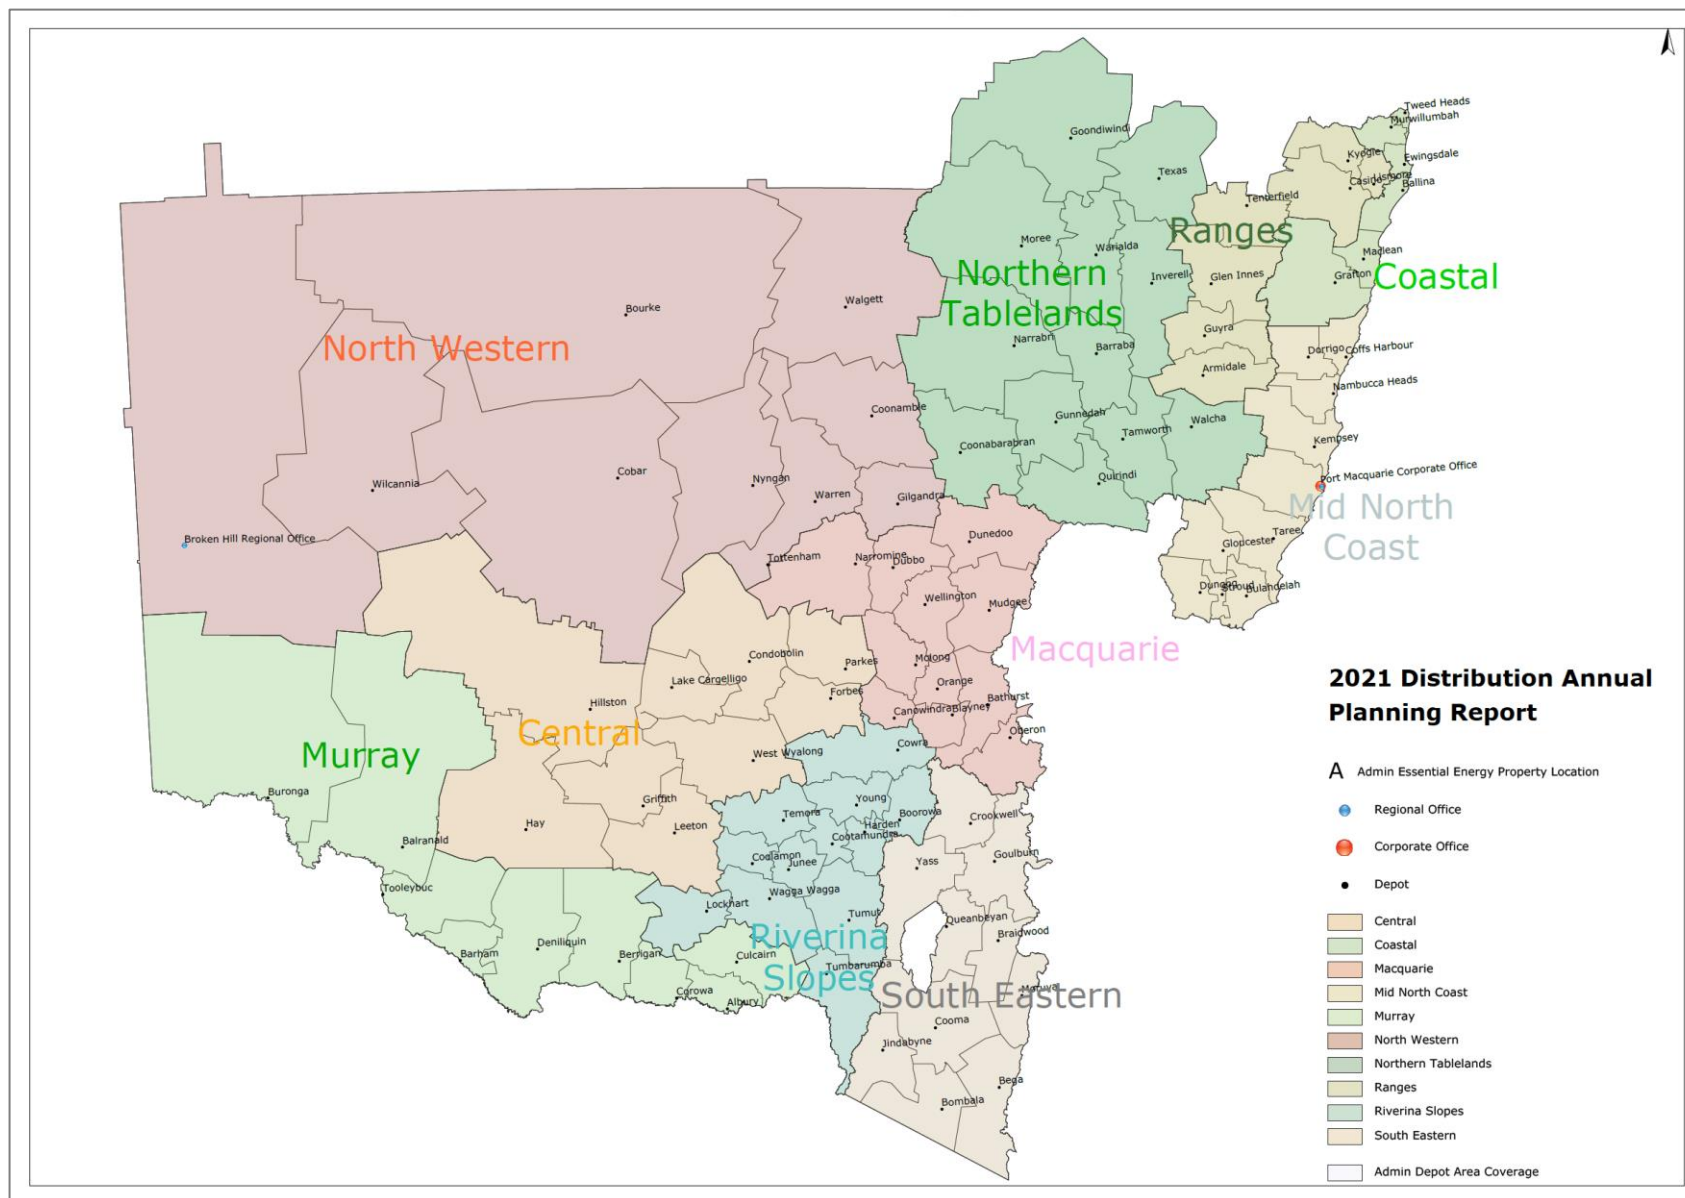 Tweed Heads
Murwillumbah
Goondiwindi
Kyogle
Ewingsdale
Texas
Casino
Lismore
Ballina
Tenterfield
Ranges
Moree
Warialda
Maclean
Northern
Tablelands
Inverell
Glen Innes
Grafton
Coastal
Bourke
Walgett
North Western
Guyra
Narrabri
Barraba
Dorrigo
Coffs Harbour
Armidale
Nambucca Heads
Coonamble
Gunnedah
Walcha
Tamworth
Coonabarabran
Kempsey
Cobar
Quirindi
Port Macquarie Corporate Office
Wilcannia
Nyngan
Warren
Gilgandra
Mid North
Coast
Broken Hill Regional Office
Dunedoo
Taree
Gloucester
Tottenham
Narromine
Dubbo
Dungog
Stroud
Bulahdelah
Wellington
Mudgee
Macquarie
Condobolin
Parkes
Molong
Lake Cargelligo
Orange
Forbes
Bathurst
Hillston
Canowindra
Blayney
Central
Oberon
Murray
West Wyalong
Cowra
Buronga
Griffith
Young
Temora
Boorowa
Crookwell
Hay
Leeton
Harden
Cootamundra
Balranald
Coolamon
Junee
Yass
Goulburn
Tooleybuc
Wagga Wagga
Lockhart
Tumut
Queanbeyan
Riverina
Slopes
Braidwood
Deniliquin
Barham
Berrigan
Culcairn
Tumbarumba
South Eastern
Moruya
Corowa
Albury
Cooma
Jindabyne
Bega
Bombala
2021 Distribution Annual
Planning Report
A Admin Essential Energy Property Location
Regional Office
Corporate Office
Depot
Central
Coastal
Macquarie
Mid North Coast
Murray
North Western
Northern Tablelands
Ranges
Riverina Slopes
South Eastern
Admin Depot Area Coverage